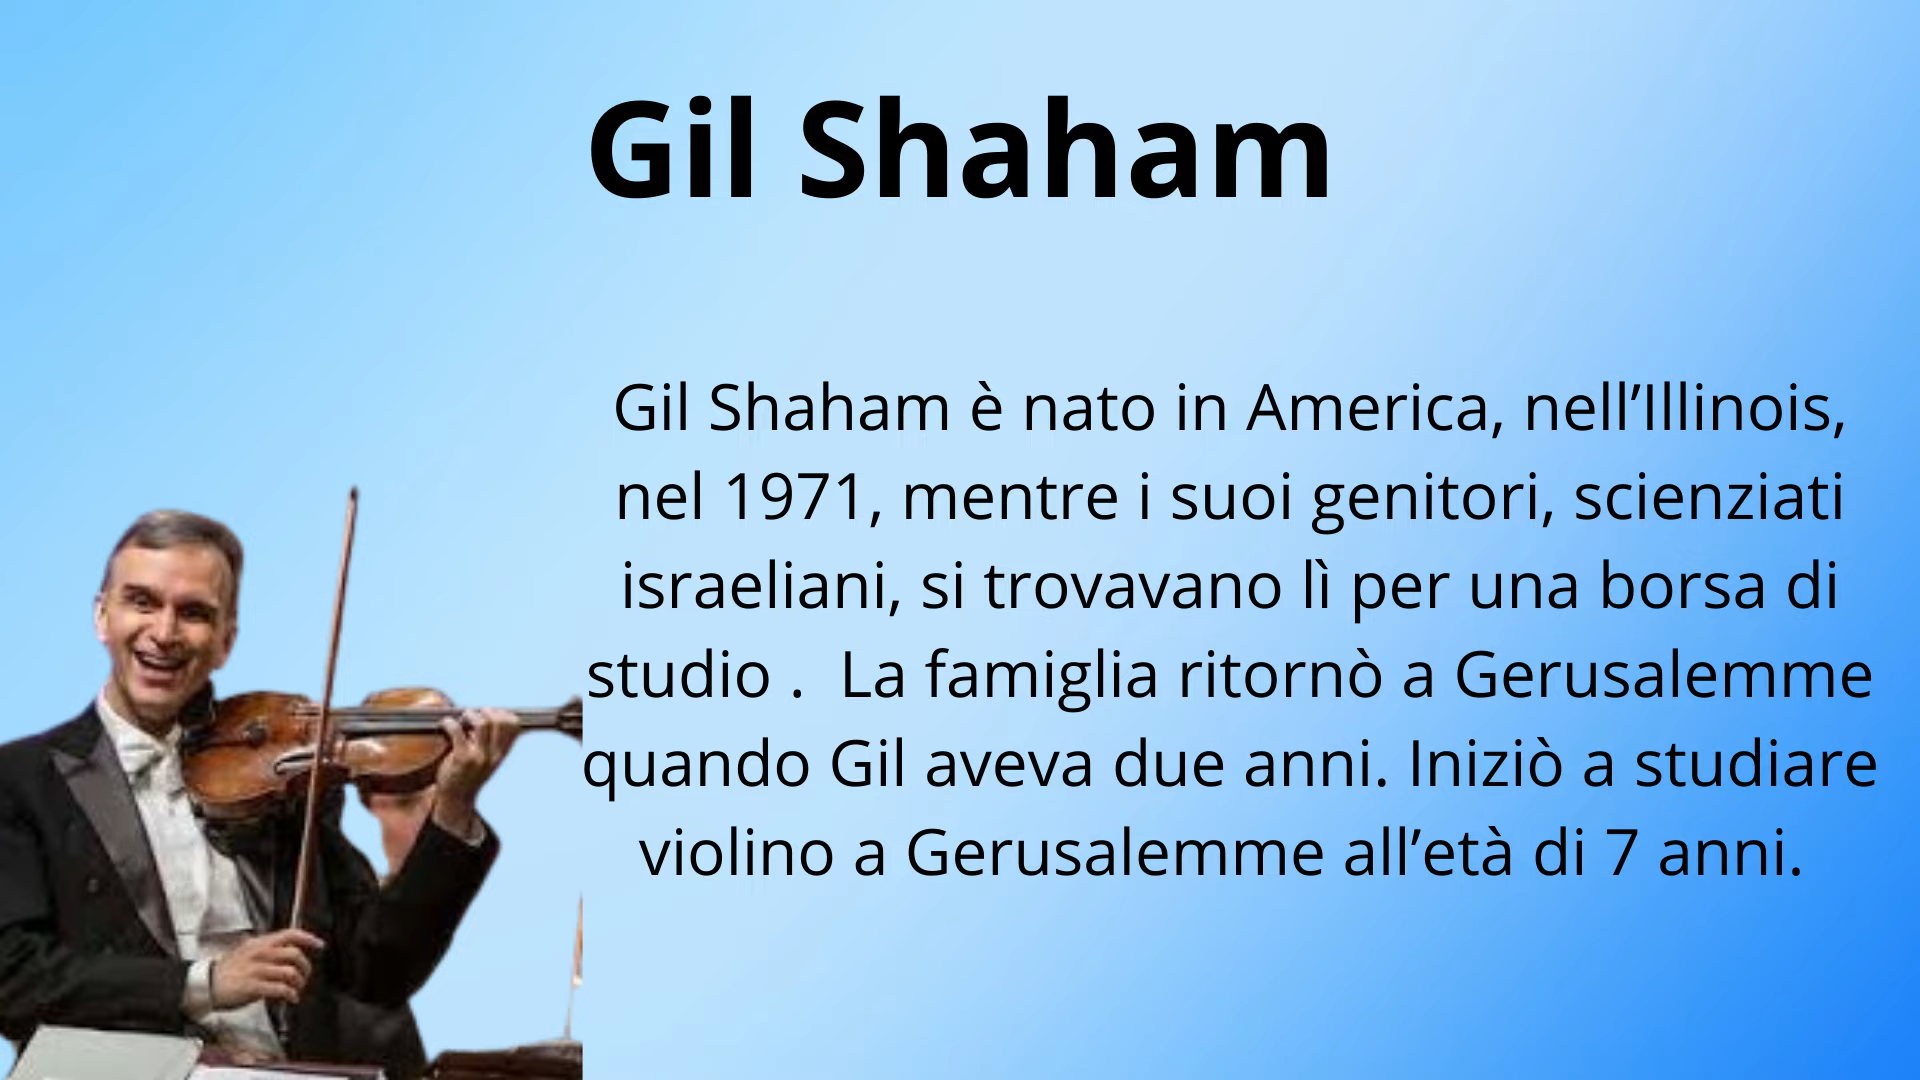 Gil Shaham
Gil Shaham è nato in America, nell’Illinois,
nel 1971, mentre i suoi genitori, scienziati
israeliani, si trovavano lì per una borsa di
studio .  La famiglia ritornò a Gerusalemme
quando Gil aveva due anni. Iniziò a studiare
violino a Gerusalemme all’età di 7 anni.